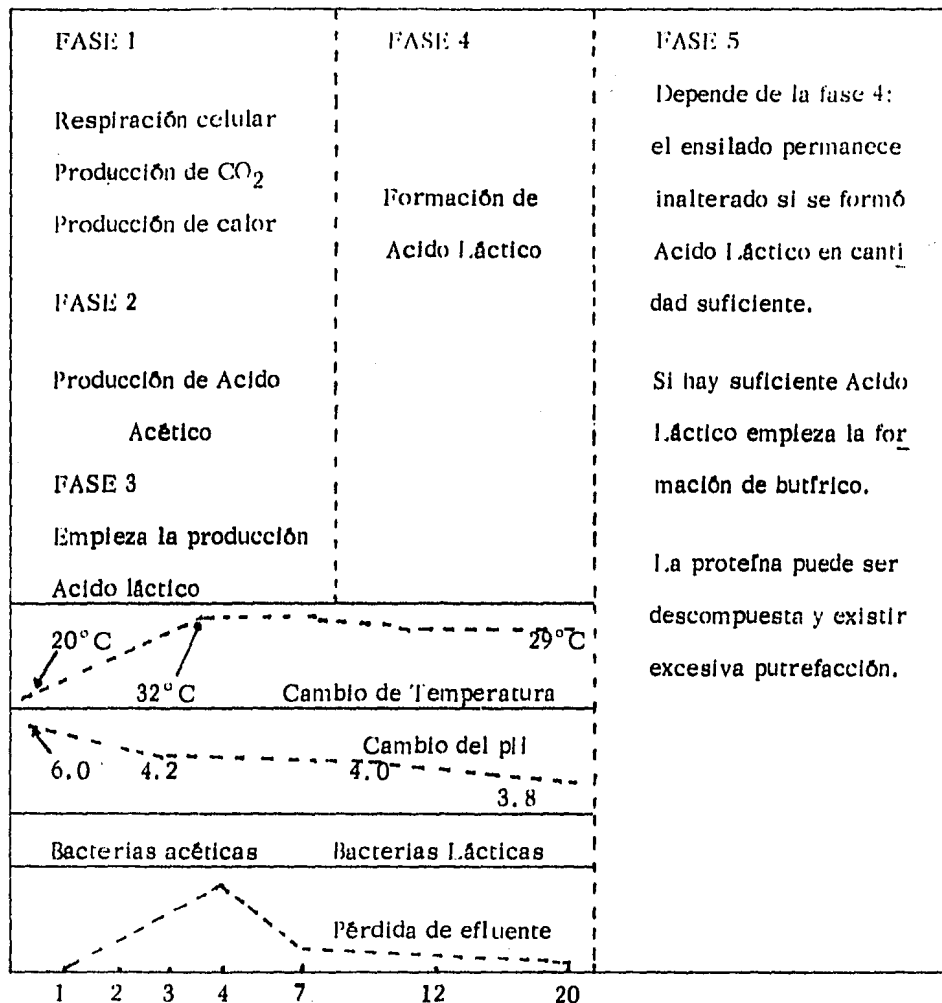 FASE 1
Respiración celular
Producción de CO2
Producción de calor
FASE 2
Producción de Acido
Acético
FASE 3
Empieza la producción
Acido láctico
FASE 4
Formación de
Acido Láctico
FASE 5
Depende de la fase 4:
el ensilado permanece
inalterado si se formó
Acido Láctico en canti
dad suficiente.
Si hay suficiente Acido
Láctico empieza la for
mación de butírico.
La proteína puede ser
descompuesta y existir
excesiva putrefacción.
20°C
32°C
29°C
Cambio de Temperatura
Cambio del pH
6.0
4.2
4.0
3.8
Bacterias acéticas
Bacterias Lácticas
Pérdida de efluente
1 2 3 4 7 12 20